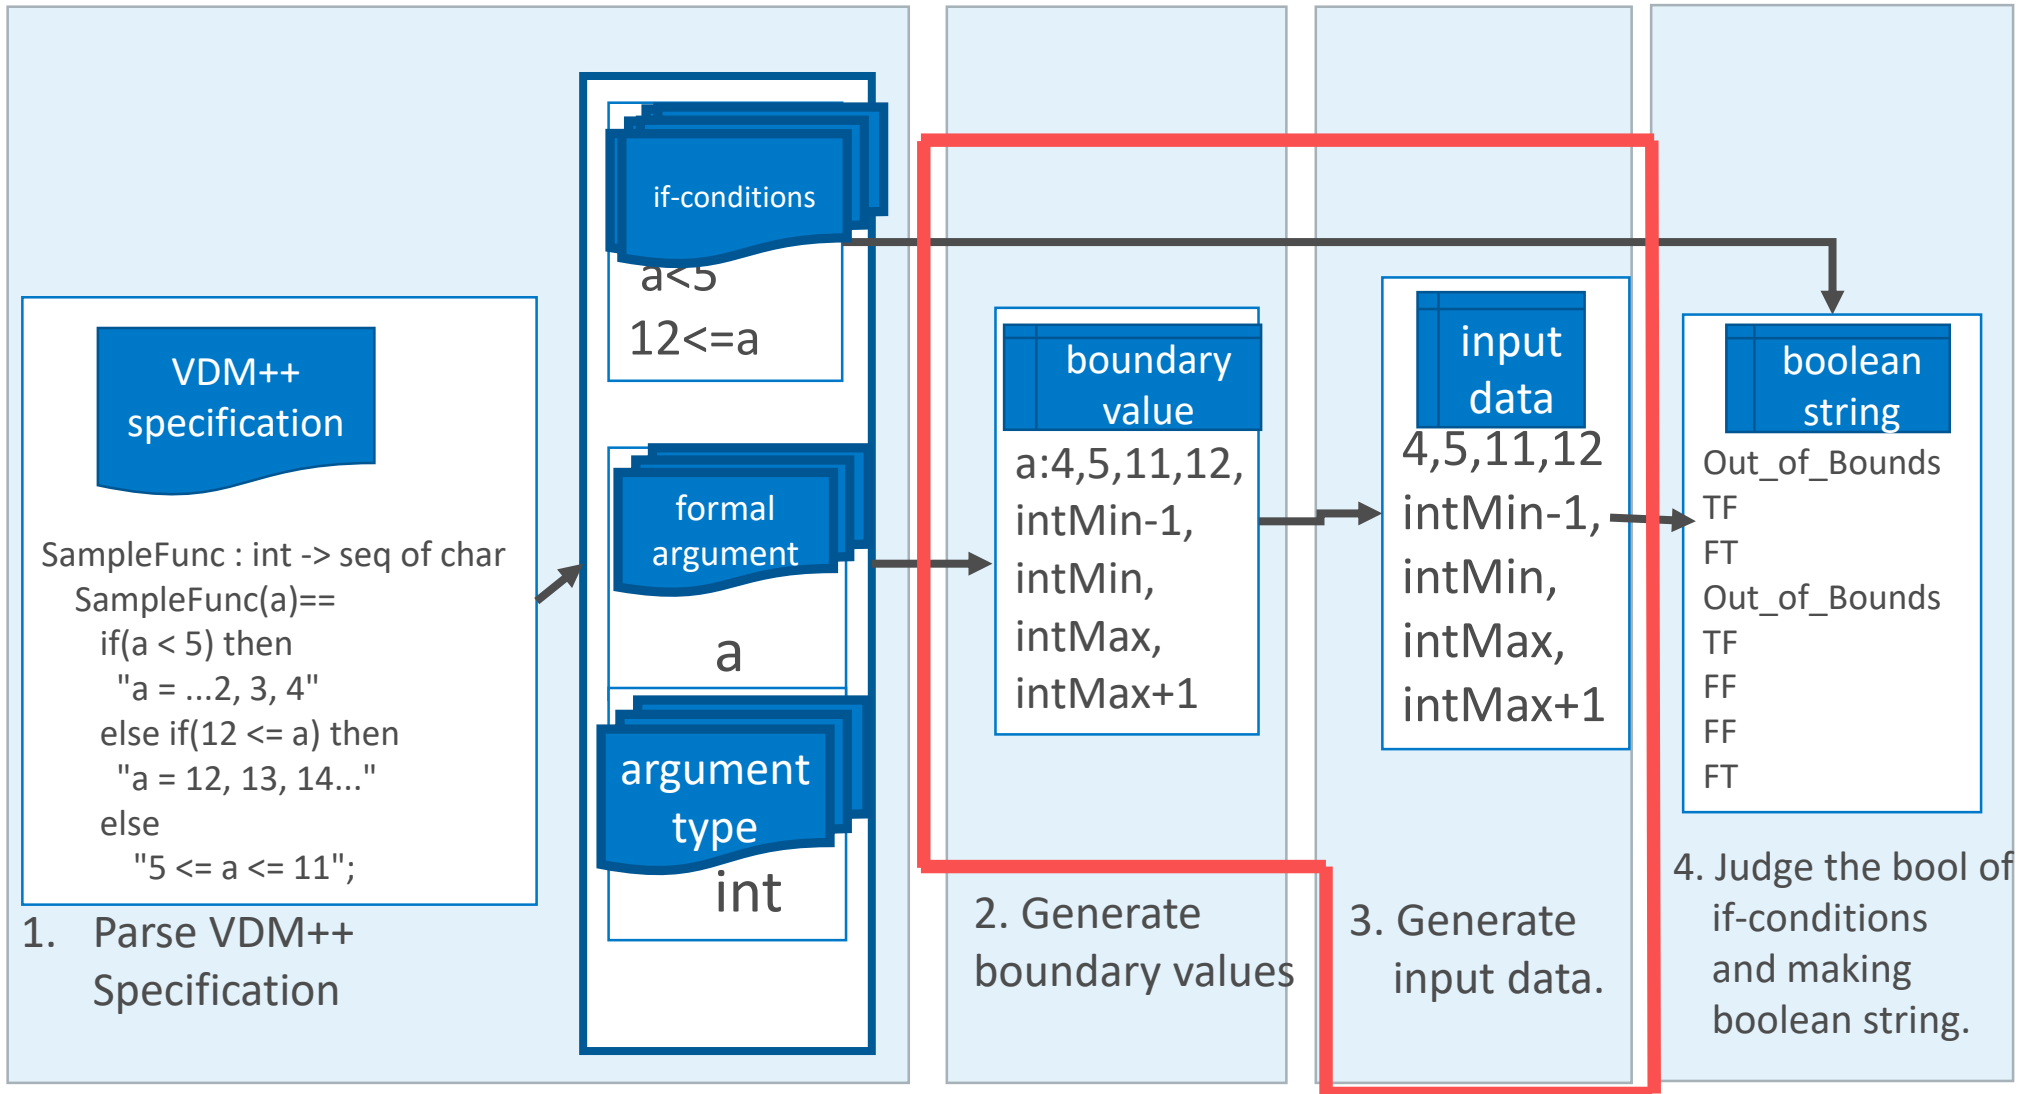 VDM++
specification
SampleFunc : int -> seq of char
SampleFunc(a)==
if(a < 5) then
"a = ...2, 3, 4"
else if(12 <= a) then
"a = 12, 13, 14..."
else
"5 <= a <= 11";
1. Parse VDM++
Specification
if-conditions
a<5
12<=a
formal
argument
a
argument
type
int
boundary
value
a:4,5,11,12,
intMin-1,
intMin,
intMax,
intMax+1
2. Generate
boundary values
input
data
4,5,11,12
intMin-1,
intMin,
intMax,
intMax+1
3. Generate
input data.
boolean
string
Out_of_Bounds
TF
FT
Out_of_Bounds
TF
FF
FF
FT
4. Judge the bool of
if-conditions
and making
boolean string.